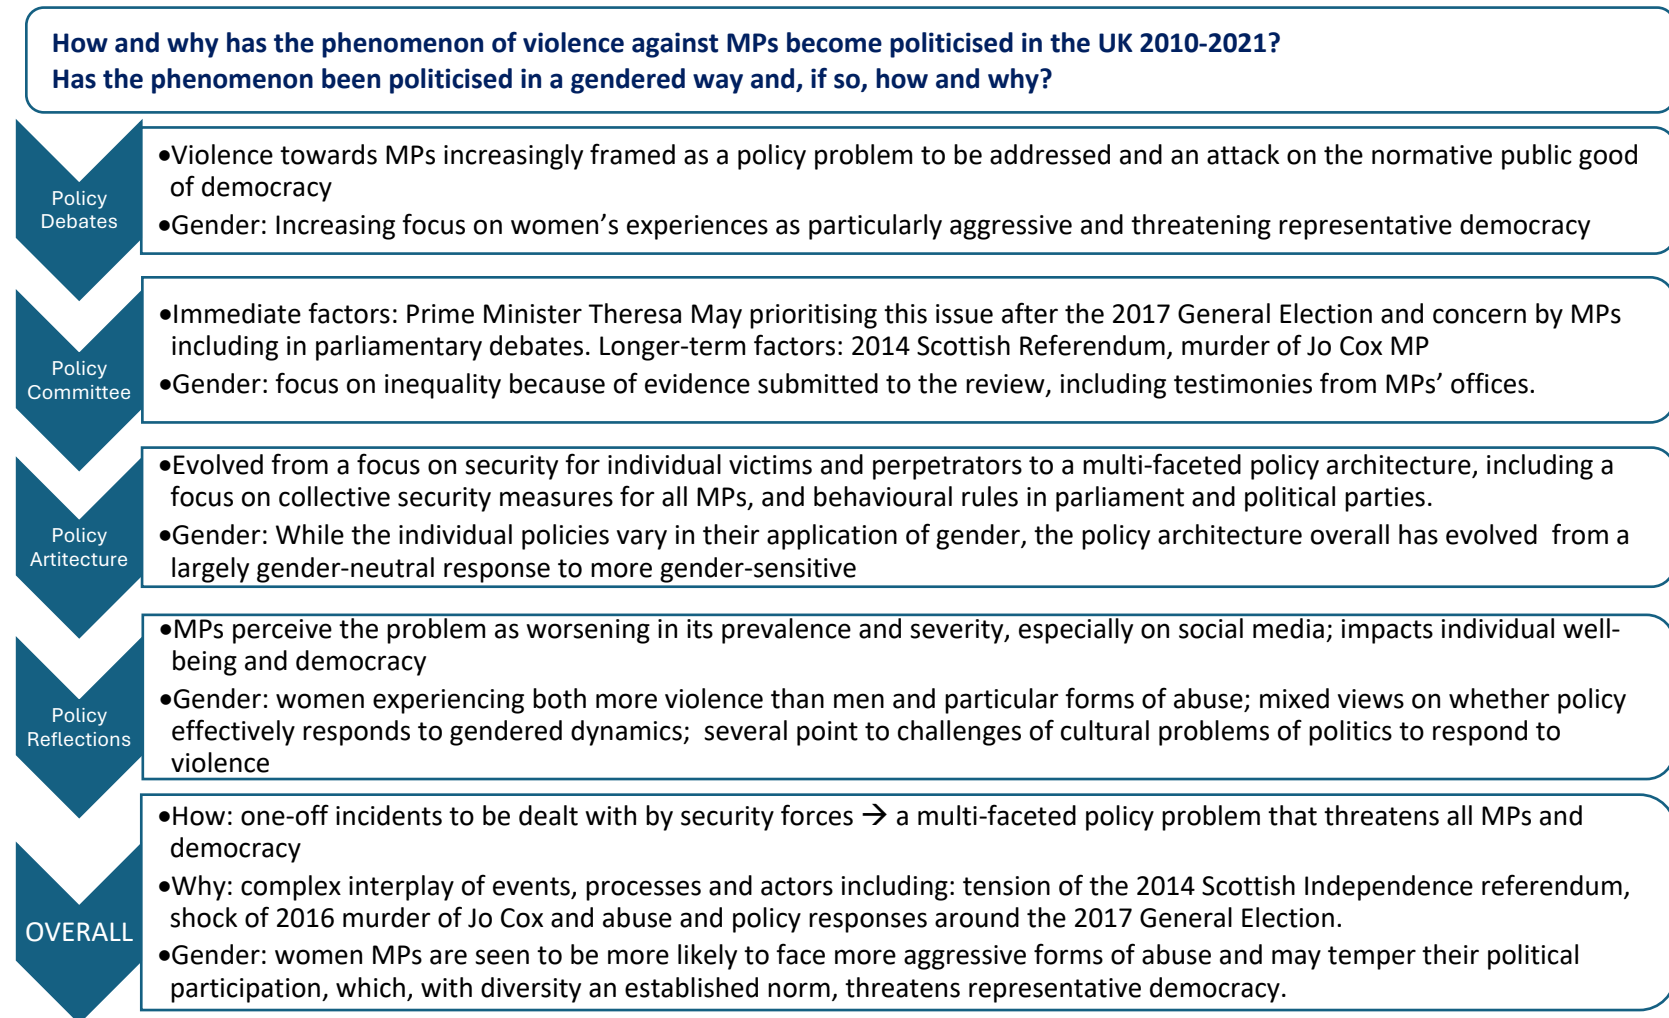 How and why has the phenomenon of violence against MPs become politicised in the UK 2010-2021?
Has the phenomenon been politicised in a gendered way and, if so, how and why?
Policy
Debates
•Violence towards MPs increasingly framed as a policy problem to be addressed and an attack on the normative public good
of democracy
•Gender: Increasing focus on women’s experiences as particularly aggressive and threatening representative democracy
Policy
Committee
•Immediate factors: Prime Minister Theresa May prioritising this issue after the 2017 General Election and concern by MPs
including in parliamentary debates. Longer-term factors: 2014 Scottish Referendum, murder of Jo Cox MP
•Gender: focus on inequality because of evidence submitted to the review, including testimonies from MPs’ offices.
Policy
Artitecture
•Evolved from a focus on security for individual victims and perpetrators to a multi-faceted policy architecture, including a
focus on collective security measures for all MPs, and behavioural rules in parliament and political parties.
•Gender: While the individual policies vary in their application of gender, the policy architecture overall has evolved from a
largely gender-neutral response to more gender-sensitive
Policy
Reflections
•MPs perceive the problem as worsening in its prevalence and severity, especially on social media; impacts individual well-
being and democracy
•Gender: women experiencing both more violence than men and particular forms of abuse; mixed views on whether policy
effectively responds to gendered dynamics; several point to challenges of cultural problems of politics to respond to
violence
OVERALL
•How: one-off incidents to be dealt with by security forces → a multi-faceted policy problem that threatens all MPs and
democracy
•Why: complex interplay of events, processes and actors including: tension of the 2014 Scottish Independence referendum,
shock of 2016 murder of Jo Cox and abuse and policy responses around the 2017 General Election.
•Gender: women MPs are seen to be more likely to face more aggressive forms of abuse and may temper their political
participation, which, with diversity an established norm, threatens representative democracy.